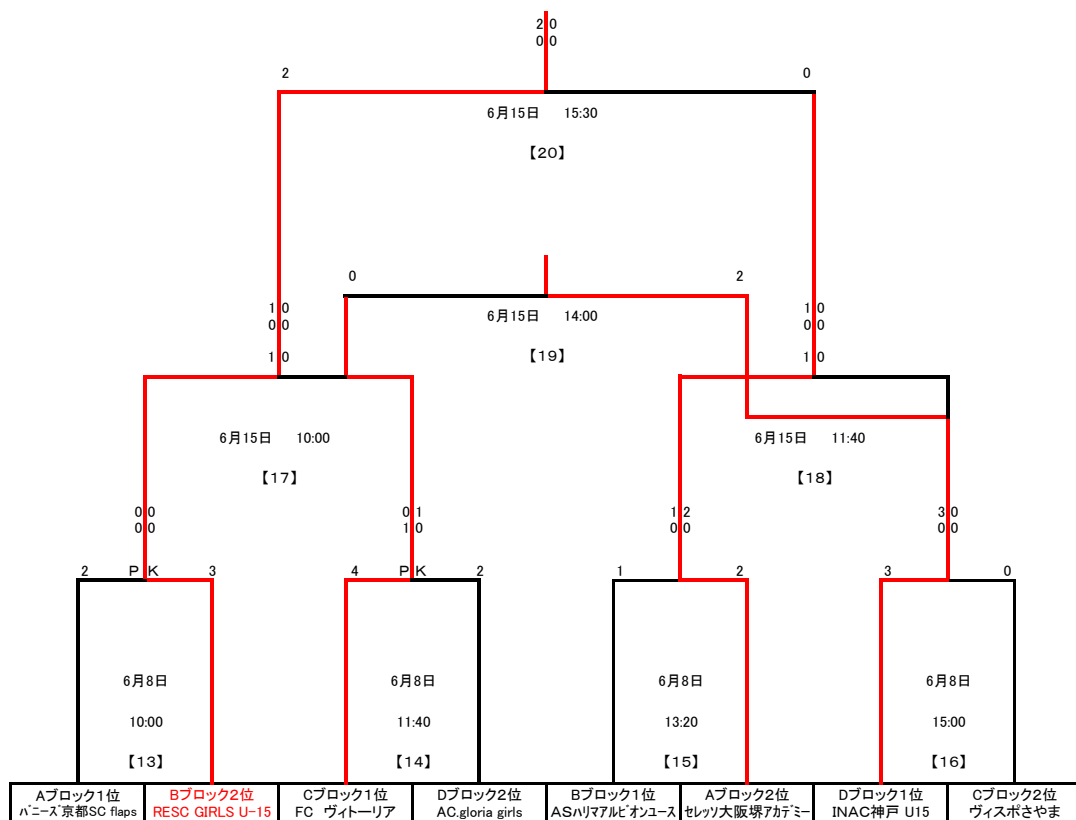 2 0
0 0
2 0
6月15日 15:30
【20】
0 2
1 0 1 0
0 0 0 0
6月15日 14:00
【19】
1 0 1 0
6月15日 10:00 6月15日 11:40
【17】 【18】
0 0 0 1 1 2 3 0
0 0 1 0 0 0 0 0
2 ＰＫ 3 4 ＰＫ 2 1 2 3 0
6月8日 6月8日 6月8日 6月8日
10:00 11:40 13:20 15:00
【13】 【14】 【15】 【16】
Aブロック1位 Bブロック2位 Cブロック1位 Dブロック2位 Bブロック1位 Aブロック2位 Dブロック1位 Cブロック2位
バニーズ京都SC flaps RESC GIRLS U-15 FC ヴィトーリア AC.gloria girls ASハリマアルビオンユース セレッソ大阪堺アカデミー INAC神戸 U15 ヴィスポさやま